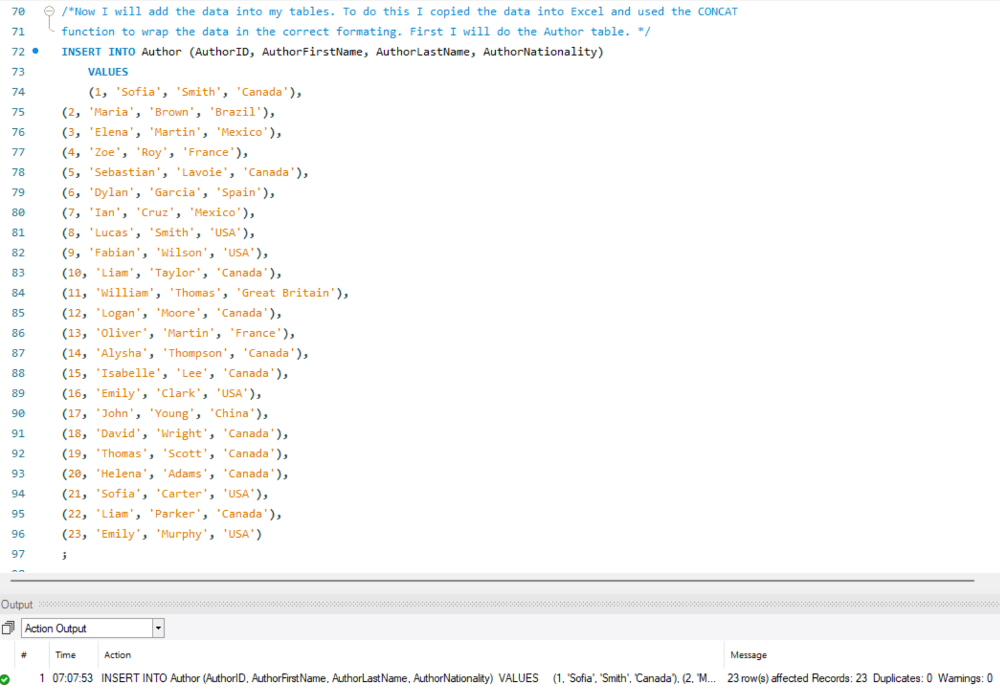 70 /*Now I will add the data into my tables. To do this I copied the data into Excel and used the CONCAT
71 function to wrap the data in the correct formating. First I will do the Author table. */
72 INSERT INTO Author (AuthorID, AuthorFirstName, AuthorLastName, AuthorNationality)
73 VALUES
74 (1, 'Sofia', 'Smith', 'Canada'),
75 (2, 'Maria', 'Brown', 'Brazil'),
76 (3, 'Elena', 'Martin', 'Mexico'),
77 (4, 'Zoe', 'Roy', 'France'),
78 (5, 'Sebastian', 'Lavoie', 'Canada'),
79 (6, 'Dylan', 'Garcia', 'Spain'),
80 (7, 'Ian', 'Cruz', 'Mexico'),
81 (8, 'Lucas', 'Smith', 'USA'),
82 (9, 'Fabian', 'Wilson', 'USA'),
83 (10, 'Liam', 'Taylor', 'Canada'),
84 (11, 'William', 'Thomas', 'Great Britain'),
85 (12, 'Logan', 'Moore', 'Canada'),
86 (13, 'Oliver', 'Martin', 'France'),
87 (14, 'Alysha', 'Thompson', 'Canada'),
88 (15, 'Isabelle', 'Lee', 'Canada'),
89 (16, 'Emily', 'Clark', 'USA'),
90 (17, 'John', 'Young', 'China'),
91 (18, 'David', 'Wright', 'Canada'),
92 (19, 'Thomas', 'Scott', 'Canada'),
93 (20, 'Helena', 'Adams', 'Canada'),
94 (21, 'Sofia', 'Carter', 'USA'),
95 (22, 'Liam', 'Parker', 'Canada'),
96 (23, 'Emily', 'Murphy', 'USA')
97 ;
Output
Action Output
# Time Action Message
1 07:07:53 INSERT INTO Author (AuthorID, AuthorFirstName, AuthorLastName, AuthorNationality) VALUES (1, 'Sofia', 'Smith', 'Canada'), (2, 'M... 23 row(s) affected Records: 23 Duplicates: 0 Warnings: 0